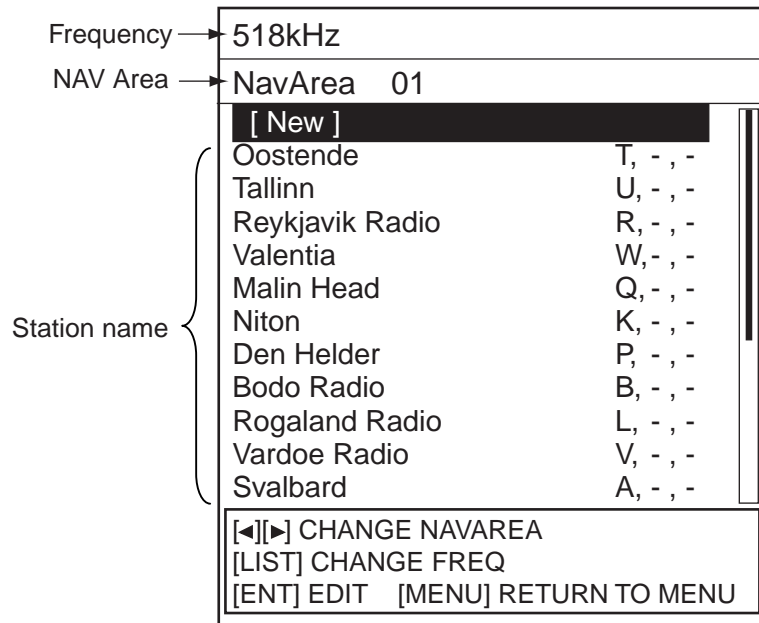 Frequency
518kHz
NAV Area
NavArea 01
[ New ]
Station name
Oostende T, - , -
Tallinn U, - , -
Reykjavik Radio R, - , -
Valentia W, - , -
Malin Head Q, - , -
Niton K, - , -
Den Helder P, - , -
Bodo Radio B, - , -
Rogaland Radio L, - , -
Vardoe Radio V, - , -
Svalbard A, - , -
[◄][►] CHANGE NAVAREA
[LIST] CHANGE FREQ
[ENT] EDIT [MENU] RETURN TO MENU